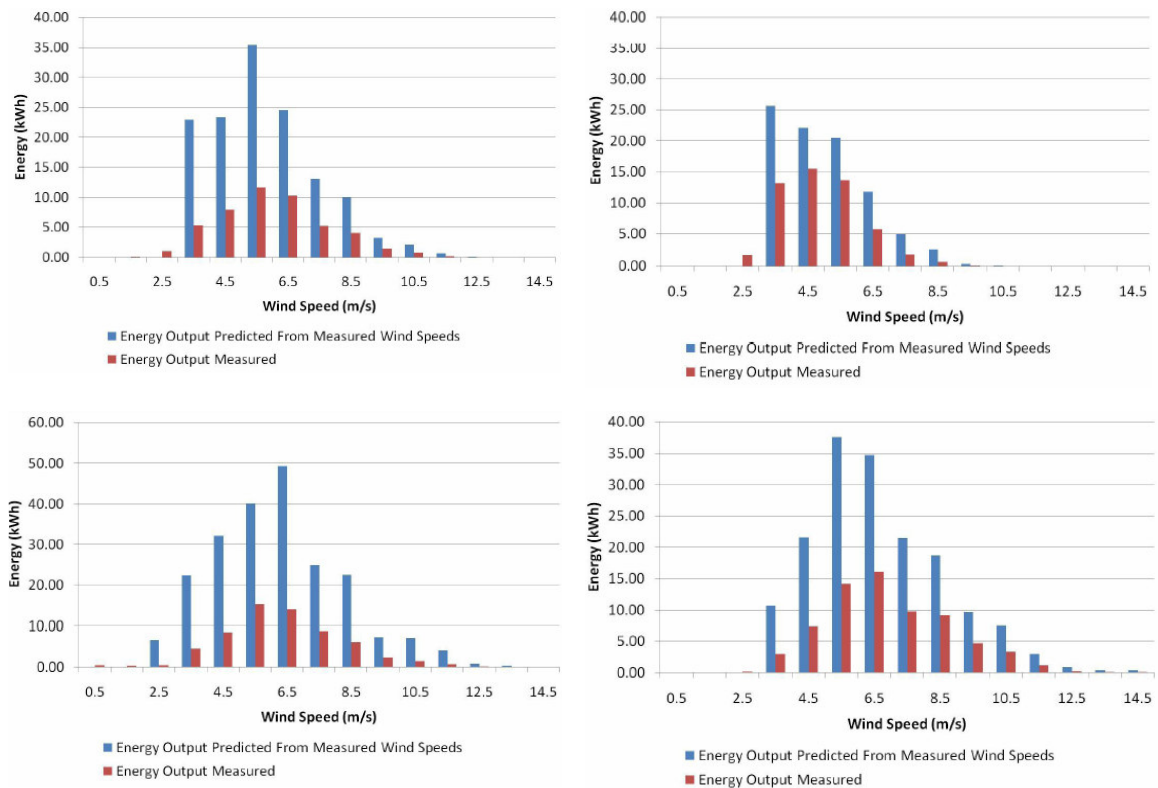 40.00
35.00
30.00
25.00
20.00
15.00
10.00
5.00
0.00
Energy (kWh)
0.5 2.5 4.5 6.5 8.5 10.5 12.5 14.5
Wind Speed (m/s)
Energy Output Predicted From Measured Wind Speeds
Energy Output Measured
40.00
35.00
30.00
25.00
20.00
15.00
10.00
5.00
0.00
Energy (kWh)
0.5 2.5 4.5 6.5 8.5 10.5 12.5 14.5
Wind Speed (m/s)
Energy Output Predicted From Measured Wind Speeds
Energy Output Measured
60.00
50.00
40.00
30.00
20.00
10.00
0.00
Energy (kWh)
0.5 2.5 4.5 6.5 8.5 10.5 12.5 14.5
Wind Speed (m/s)
Energy Output Predicted From Measured Wind Speeds
Energy Output Measured
40.00
35.00
30.00
25.00
20.00
15.00
10.00
5.00
0.00
Energy (kWh)
0.5 2.5 4.5 6.5 8.5 10.5 12.5 14.5
Wind Speed (m/s)
Energy Output Predicted From Measured Wind Speeds
Energy Output Measured